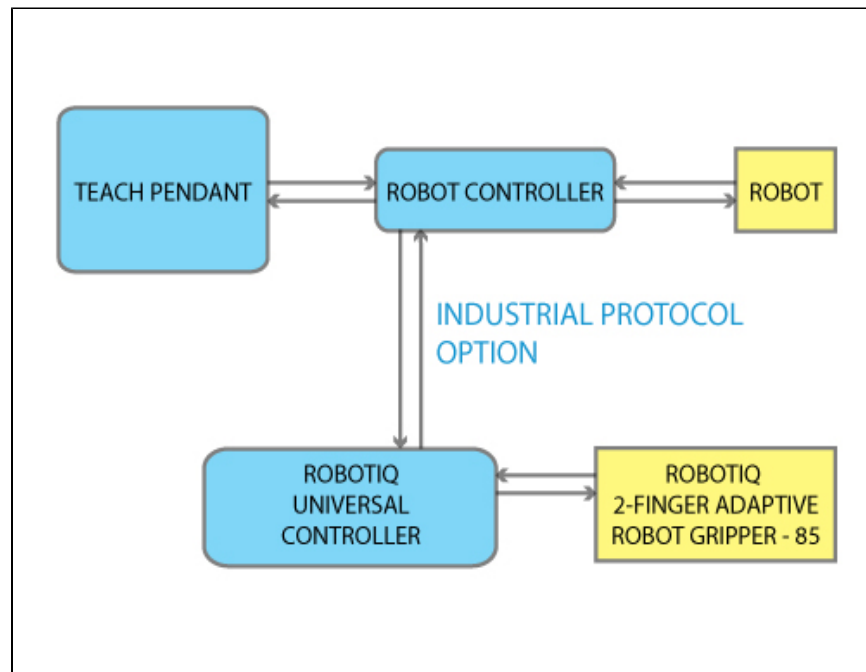 TEACH PENDANT
ROBOT CONTROLLER
ROBOT
INDUSTRIAL PROTOCOL
OPTION
ROBOTIQ
UNIVERSAL
CONTROLLER
ROBOTIQ
2-FINGER ADAPTIVE
ROBOT GRIPPER - 85